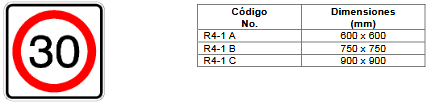 30
Código No. Dimensiones (mm)
R4-1 A 600 x 600
R4-1 B 750 x 750
R4-1 C 900 x 900